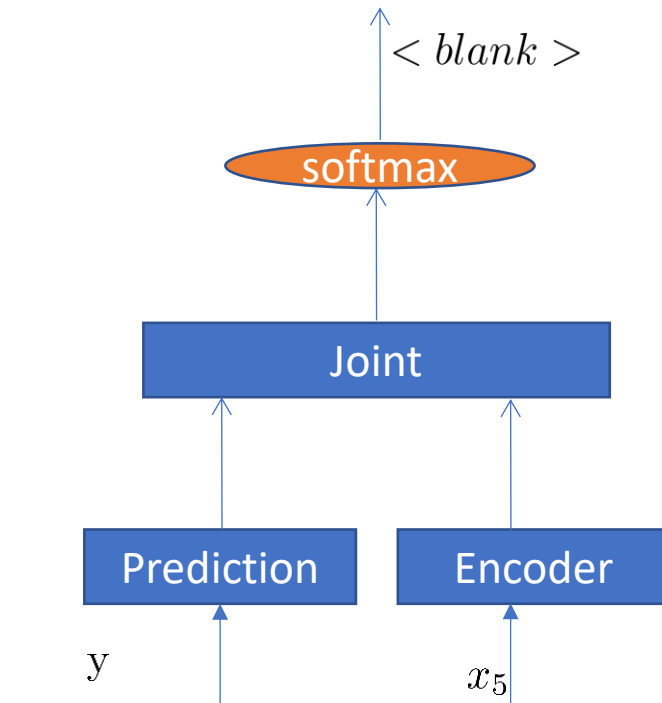 < blank >
softmax
Joint
Prediction Encoder
y x₅